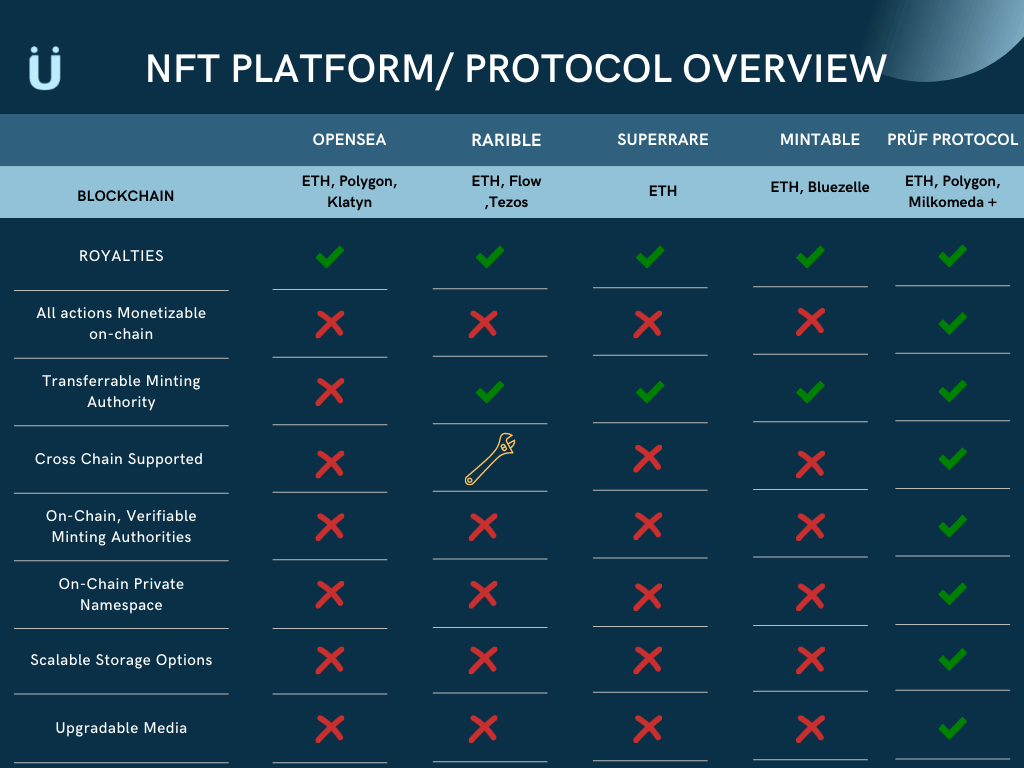 Ü
NFT PLATFORM/ PROTOCOL OVERVIEW
OPENSEA RARIBLE SUPERRARE MINTABLE PRÜF PROTOCOL
BLOCKCHAIN
ETH, Polygon,
Klatyn
ETH, Flow
,Tezos
ETH
ETH, Bluezelle
ETH, Polygon,
Milkomeda +
ROYALTIES
All actions Monetizable
on-chain
Transferrable Minting
Authority
Cross Chain Supported
On-Chain, Verifiable
Minting Authorities
On-Chain Private
Namespace
Scalable Storage Options
Upgradable Media